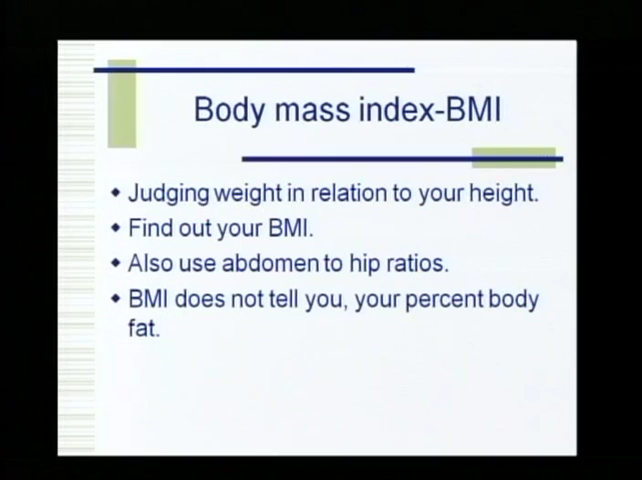 Body mass index-BMI
Judging weight in relation to your height.
Find out your BMI.
Also use abdomen to hip ratios.
BMI does not tell you, your percent body
fat.